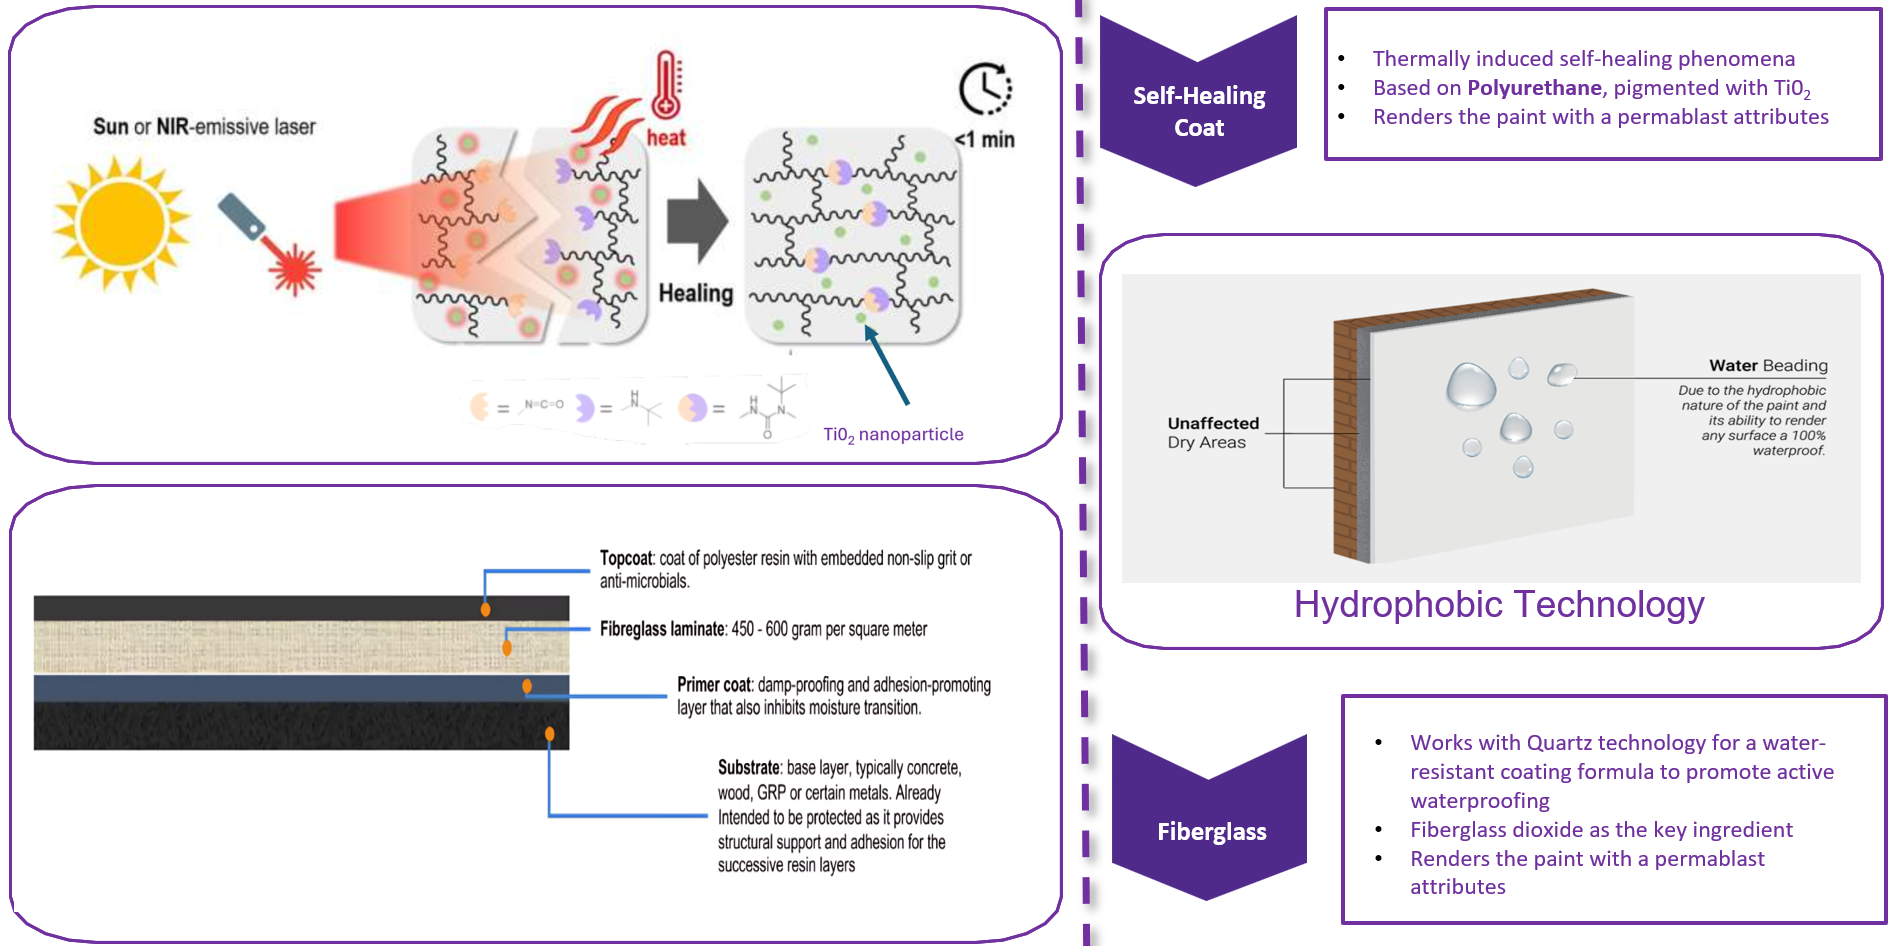 Sun or NIR-emissive laser
heat
<1 min
Healing
= N=C=O
= H
N
= H
N
N
O
Ti0₂ nanoparticle
Topcoat: coat of polyester resin with embedded non-slip grit or
anti-microbials.
Fibreglass laminate: 450 - 600 gram per square meter
Primer coat: damp-proofing and adhesion-promoting
layer that also inhibits moisture transition.
Substrate: base layer, typically concrete,
wood, GRP or certain metals. Already
Intended to be protected as it provides
structural support and adhesion for the
successive resin layers
Self-Healing
Coat
• Thermally induced self-healing phenomena
• Based on Polyurethane, pigmented with Ti0₂
• Renders the paint with a permablast attributes
Unaffected
Dry Areas
Water Beading
Due to the hydrophobic
nature of the paint and
its ability to render
any surface a 100%
waterproof.
Hydrophobic Technology
Fiberglass
• Works with Quartz technology for a water-
resistant coating formula to promote active
waterproofing
• Fiberglass dioxide as the key ingredient
• Renders the paint with a permablast
attributes